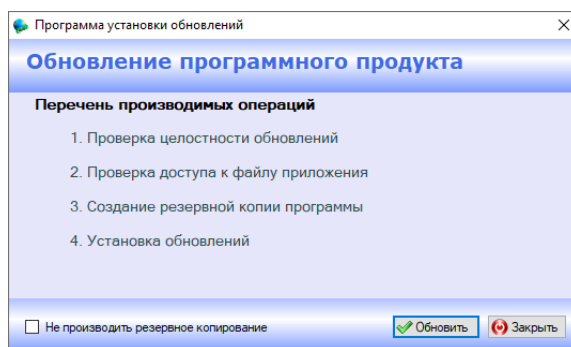 Программа установки обновлений
Обновление программного продукта
Перечень производимых операций
1. Проверка целостности обновлений
2. Проверка доступа к файлу приложения
3. Создание резервной копии программы
4. Установка обновлений
Не производить резервное копирование
Обновить
Закрыть